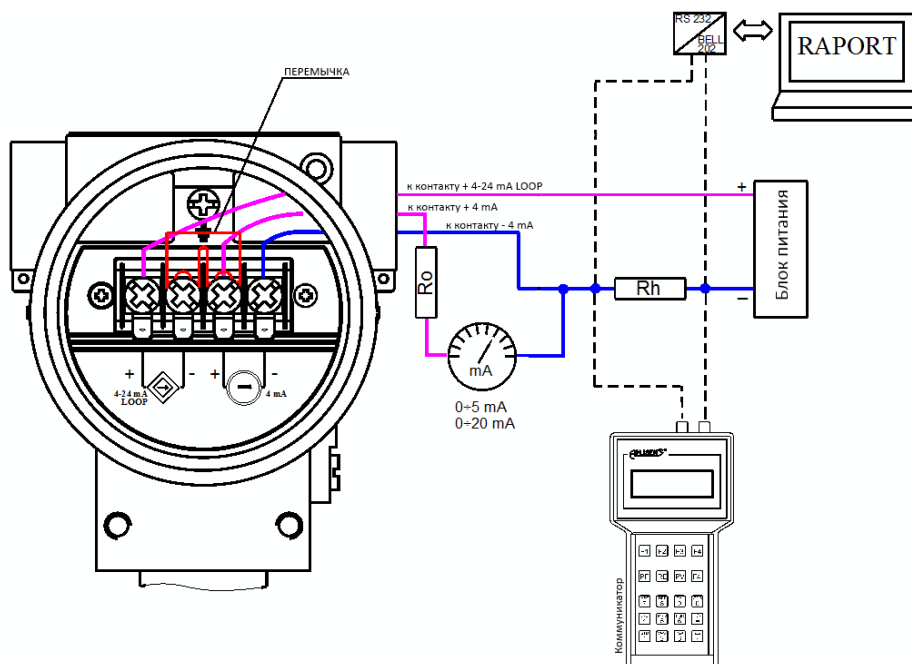 RS 232
BELL
202
RAPORT
ПЕРЕМЫЧКА
к контакту + 4-24 mA LOOP
к контакту + 4 mA
к контакту - 4 mA
+
Ro
Rh
Блок питания
–
mA
0÷5 mA
0÷20 mA
+ - + -
4-24 mA
LOOP
4 mA
Коммуникатор